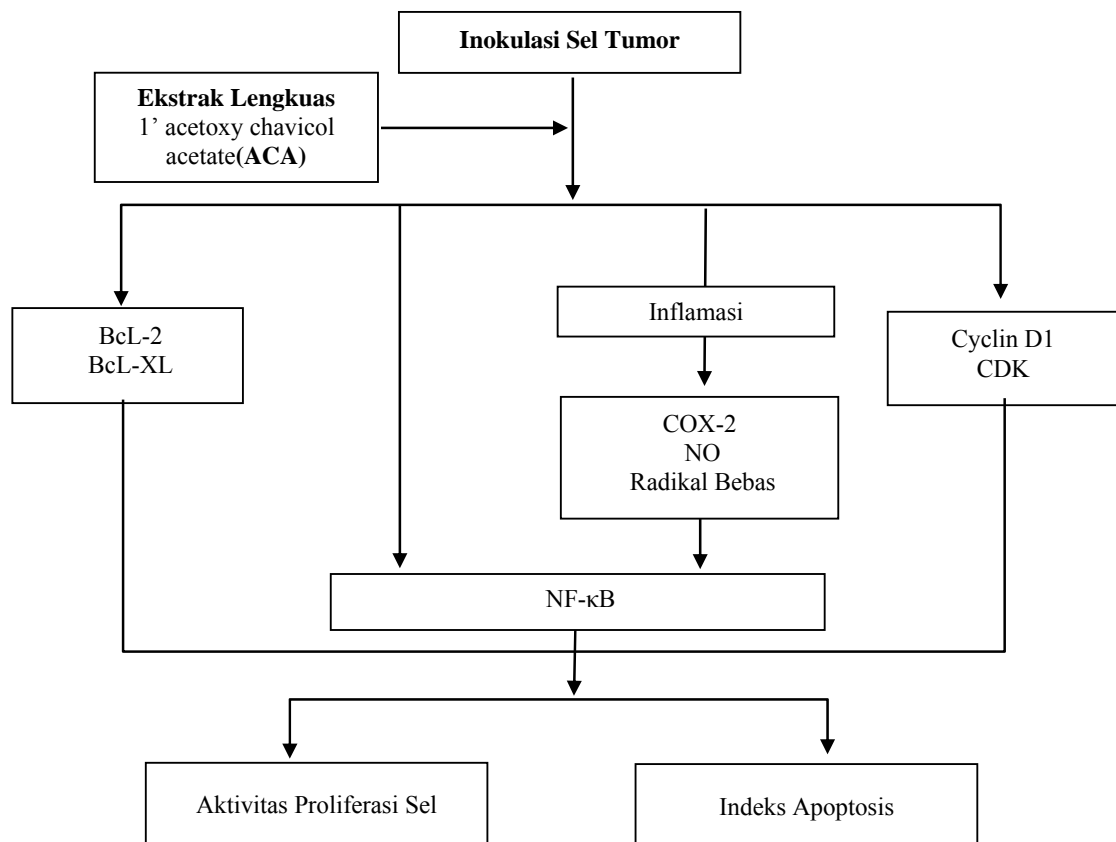 Inokulasi Sel Tumor
Ekstrak Lengkuas
1’ acetoxy chavicol
acetate(ACA)
BcL-2
BcL-XL
Inflamasi
Cyclin D1
CDK
COX-2
NO
Radikal Bebas
NF-κB
Aktivitas Proliferasi Sel
Indeks Apoptosis